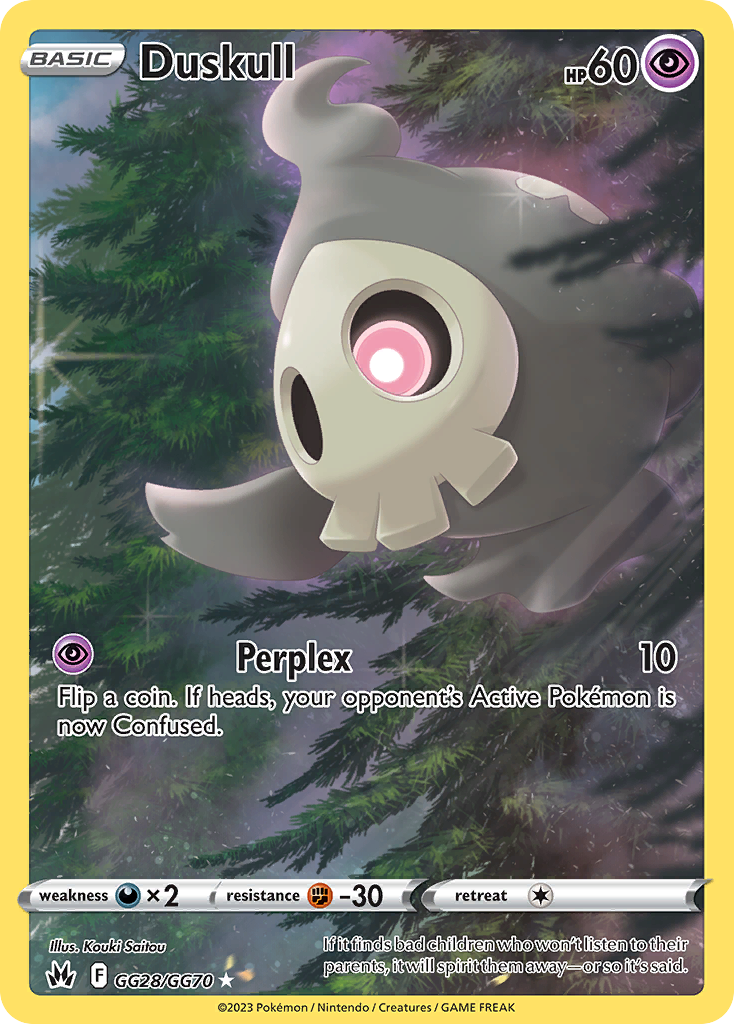 BASIC Duskull HP60
Perplex 10
Flip a coin. If heads, your opponent's Active Pokémon is
now Confused.
weakness ×2 resistance -30 retreat
Illus. Kouki Saitou
If it finds bad children who won't listen to their
parents, it will spirit them away—or so it's said.
F GG28/GG70
©2023 Pokémon / Nintendo / Creatures / GAME FREAK